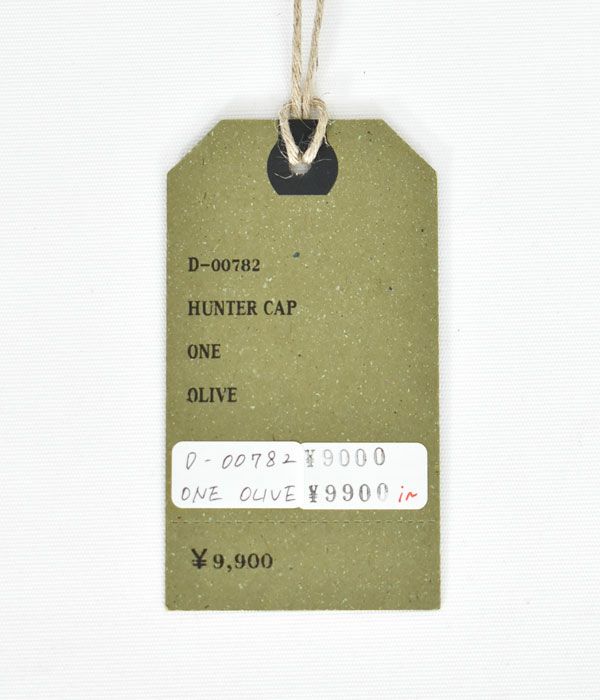 D-00782
HUNTER CAP
ONE
OLIVE
D-00782 ¥9000
ONE OLIVE ¥9900 in
¥9,900